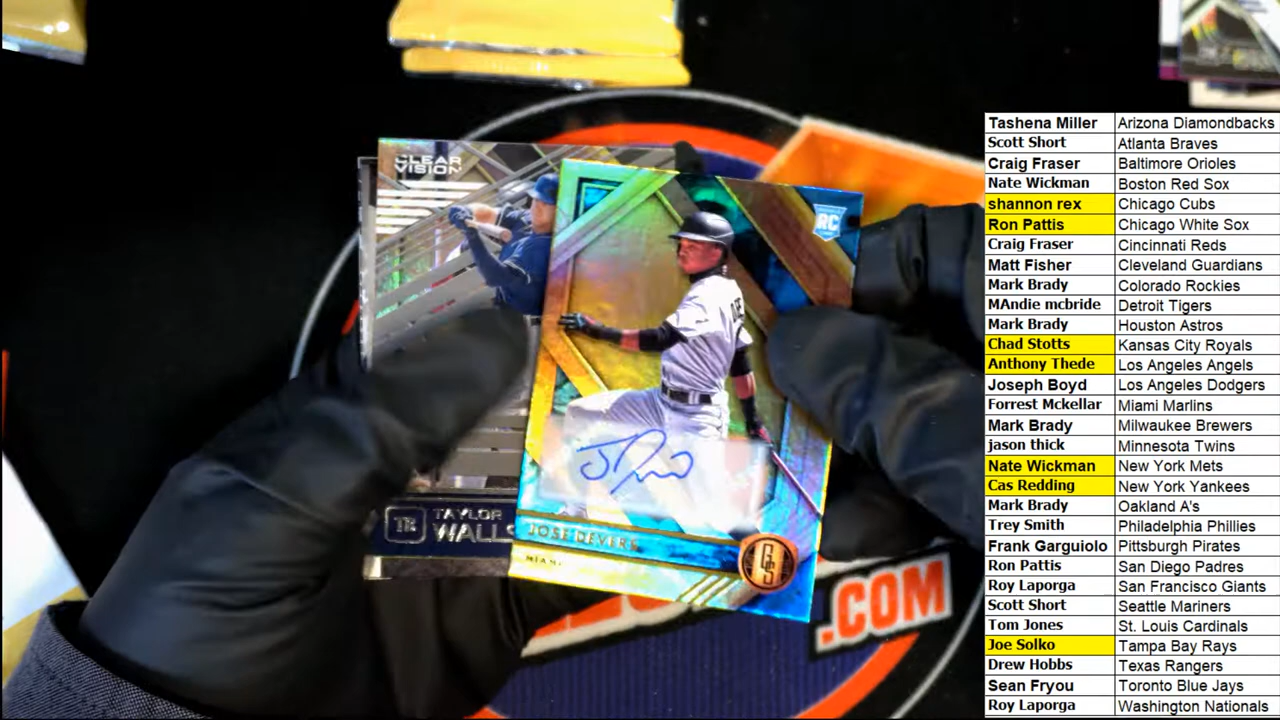 CLEAR
VISION
TB
TAYLOR
WALLS
RC
JOSE DEVERS
MIAMI
GS
.COM
Tashena Miller Arizona Diamondbacks
Scott Short Atlanta Braves
Craig Fraser Baltimore Orioles
Nate Wickman Boston Red Sox
shannon rex Chicago Cubs
Ron Pattis Chicago White Sox
Craig Fraser Cincinnati Reds
Matt Fisher Cleveland Guardians
Mark Brady Colorado Rockies
MAndie mcbride Detroit Tigers
Mark Brady Houston Astros
Chad Stotts Kansas City Royals
Anthony Thede Los Angeles Angels
Joseph Boyd Los Angeles Dodgers
Forrest Mckellar Miami Marlins
Mark Brady Milwaukee Brewers
jason thick Minnesota Twins
Nate Wickman New York Mets
Cas Redding New York Yankees
Mark Brady Oakland A's
Trey Smith Philadelphia Phillies
Frank Garguiolo Pittsburgh Pirates
Ron Pattis San Diego Padres
Roy Laporga San Francisco Giants
Scott Short Seattle Mariners
Tom Jones St. Louis Cardinals
Joe Solko Tampa Bay Rays
Drew Hobbs Texas Rangers
Sean Fryou Toronto Blue Jays
Roy Laporga Washington Nationals